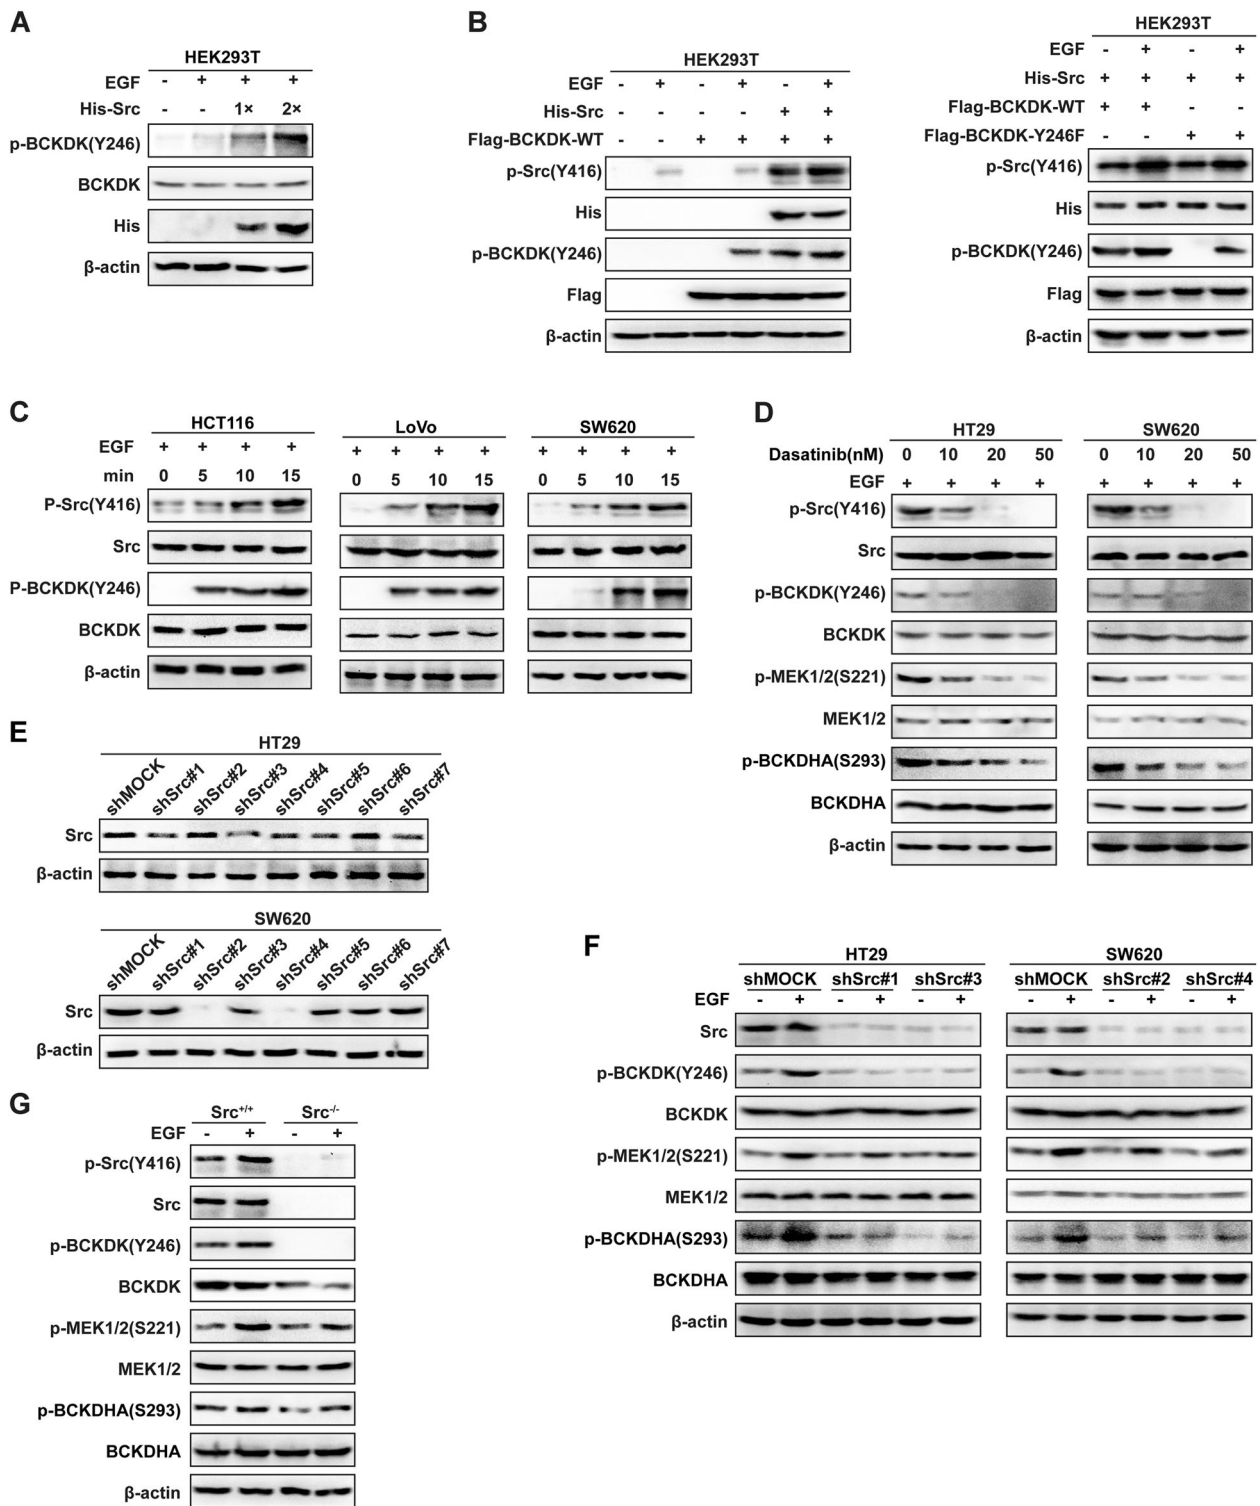 A
HEK293T
EGF - + + +
His-Src - - 1× 2×
p-BCKDK(Y246)
BCKDK
His
β-actin
B
HEK293T
EGF - + - + - +
His-Src - - - - + +
Flag-BCKDK-WT - - + + + +
p-Src(Y416)
His
p-BCKDK(Y246)
Flag
β-actin
HEK293T
EGF - + - +
His-Src + + + +
Flag-BCKDK-WT + + - -
Flag-BCKDK-Y246F - - + +
p-Src(Y416)
His
p-BCKDK(Y246)
Flag
β-actin
C
HCT116 LoVo SW620
EGF + + + + + + + + + + + +
min 0 5 10 15 0 5 10 15 0 5 10 15
P-Src(Y416)
Src
P-BCKDK(Y246)
BCKDK
β-actin
D
HT29 SW620
Dasatinib(nM) 0 10 20 50 0 10 20 50
EGF + + + + + + + +
p-Src(Y416)
Src
p-BCKDK(Y246)
BCKDK
p-MEK1/2(S221)
MEK1/2
p-BCKDHA(S293)
BCKDHA
β-actin
E
HT29
shMOCK shSrc#1 shSrc#2 shSrc#3 shSrc#4 shSrc#5 shSrc#6 shSrc#7
Src
β-actin
SW620
shMOCK shSrc#1 shSrc#2 shSrc#3 shSrc#4 shSrc#5 shSrc#6 shSrc#7
Src
β-actin
F
HT29 SW620
shMOCK shSrc#1 shSrc#3 shMOCK shSrc#2 shSrc#4
EGF - + - + - + - + - + - +
Src
p-BCKDK(Y246)
BCKDK
p-MEK1/2(S221)
MEK1/2
p-BCKDHA(S293)
BCKDHA
β-actin
G
Src+/+ Src-/-
EGF - + - +
p-Src(Y416)
Src
p-BCKDK(Y246)
BCKDK
p-MEK1/2(S221)
MEK1/2
p-BCKDHA(S293)
BCKDHA
β-actin